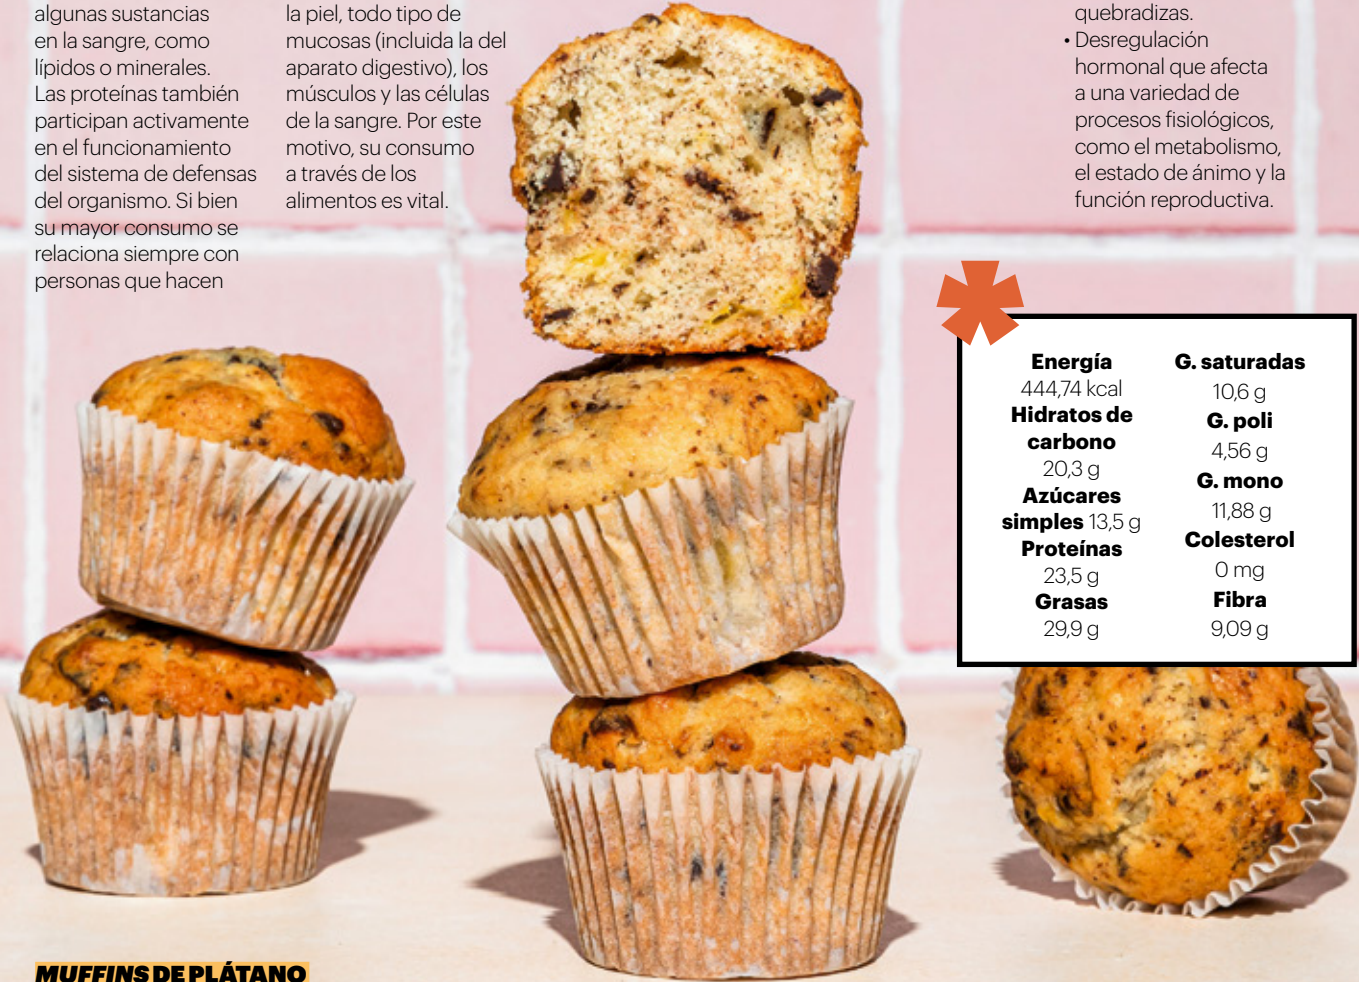 algunas sustancias
en la sangre, como
lípidos o minerales.
Las proteínas también
participan activamente
en el funcionamiento
del sistema de defensas
del organismo. Si bien
su mayor consumo se
relaciona siempre con
personas que hacen
la piel, todo tipo de
mucosas (incluida la del
aparato digestivo), los
músculos y las células
de la sangre. Por este
motivo, su consumo
a través de los
alimentos es vital.
quebradizas.
• Desregulación
hormonal que afecta
a una variedad de
procesos fisiológicos,
como el metabolismo,
el estado de ánimo y la
función reproductiva.
Energía
444,74 kcal
Hidratos de
carbono
20,3 g
Azúcares
simples 13,5 g
Proteínas
23,5 g
Grasas
29,9 g
G. saturadas
10,6 g
G. poli
4,56 g
G. mono
11,88 g
Colesterol
0 mg
Fibra
9,09 g
MUFFINS DE PLÁTANO